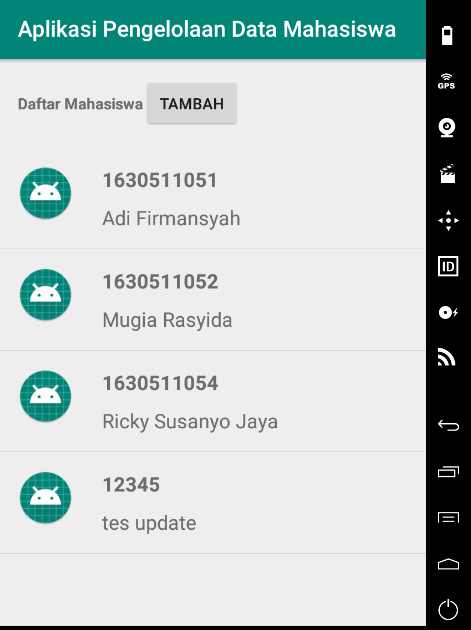 Aplikasi Pengelolaan Data Mahasiswa
GPS
Daftar Mahasiswa TAMBAH
1630511051
Adi Firmansyah
1630511052
Mugia Rasyida
ID
1630511054
Ricky Susanyo Jaya
12345
tes update